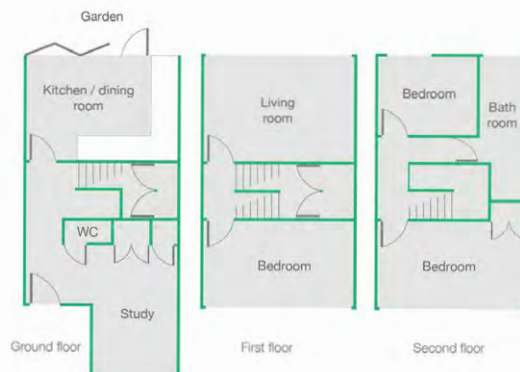 Garden
Kitchen / dining
room
WC
Study
Ground floor
Living
room
Bedroom
First floor
Bedroom
Bath
room
Bedroom
Second floor